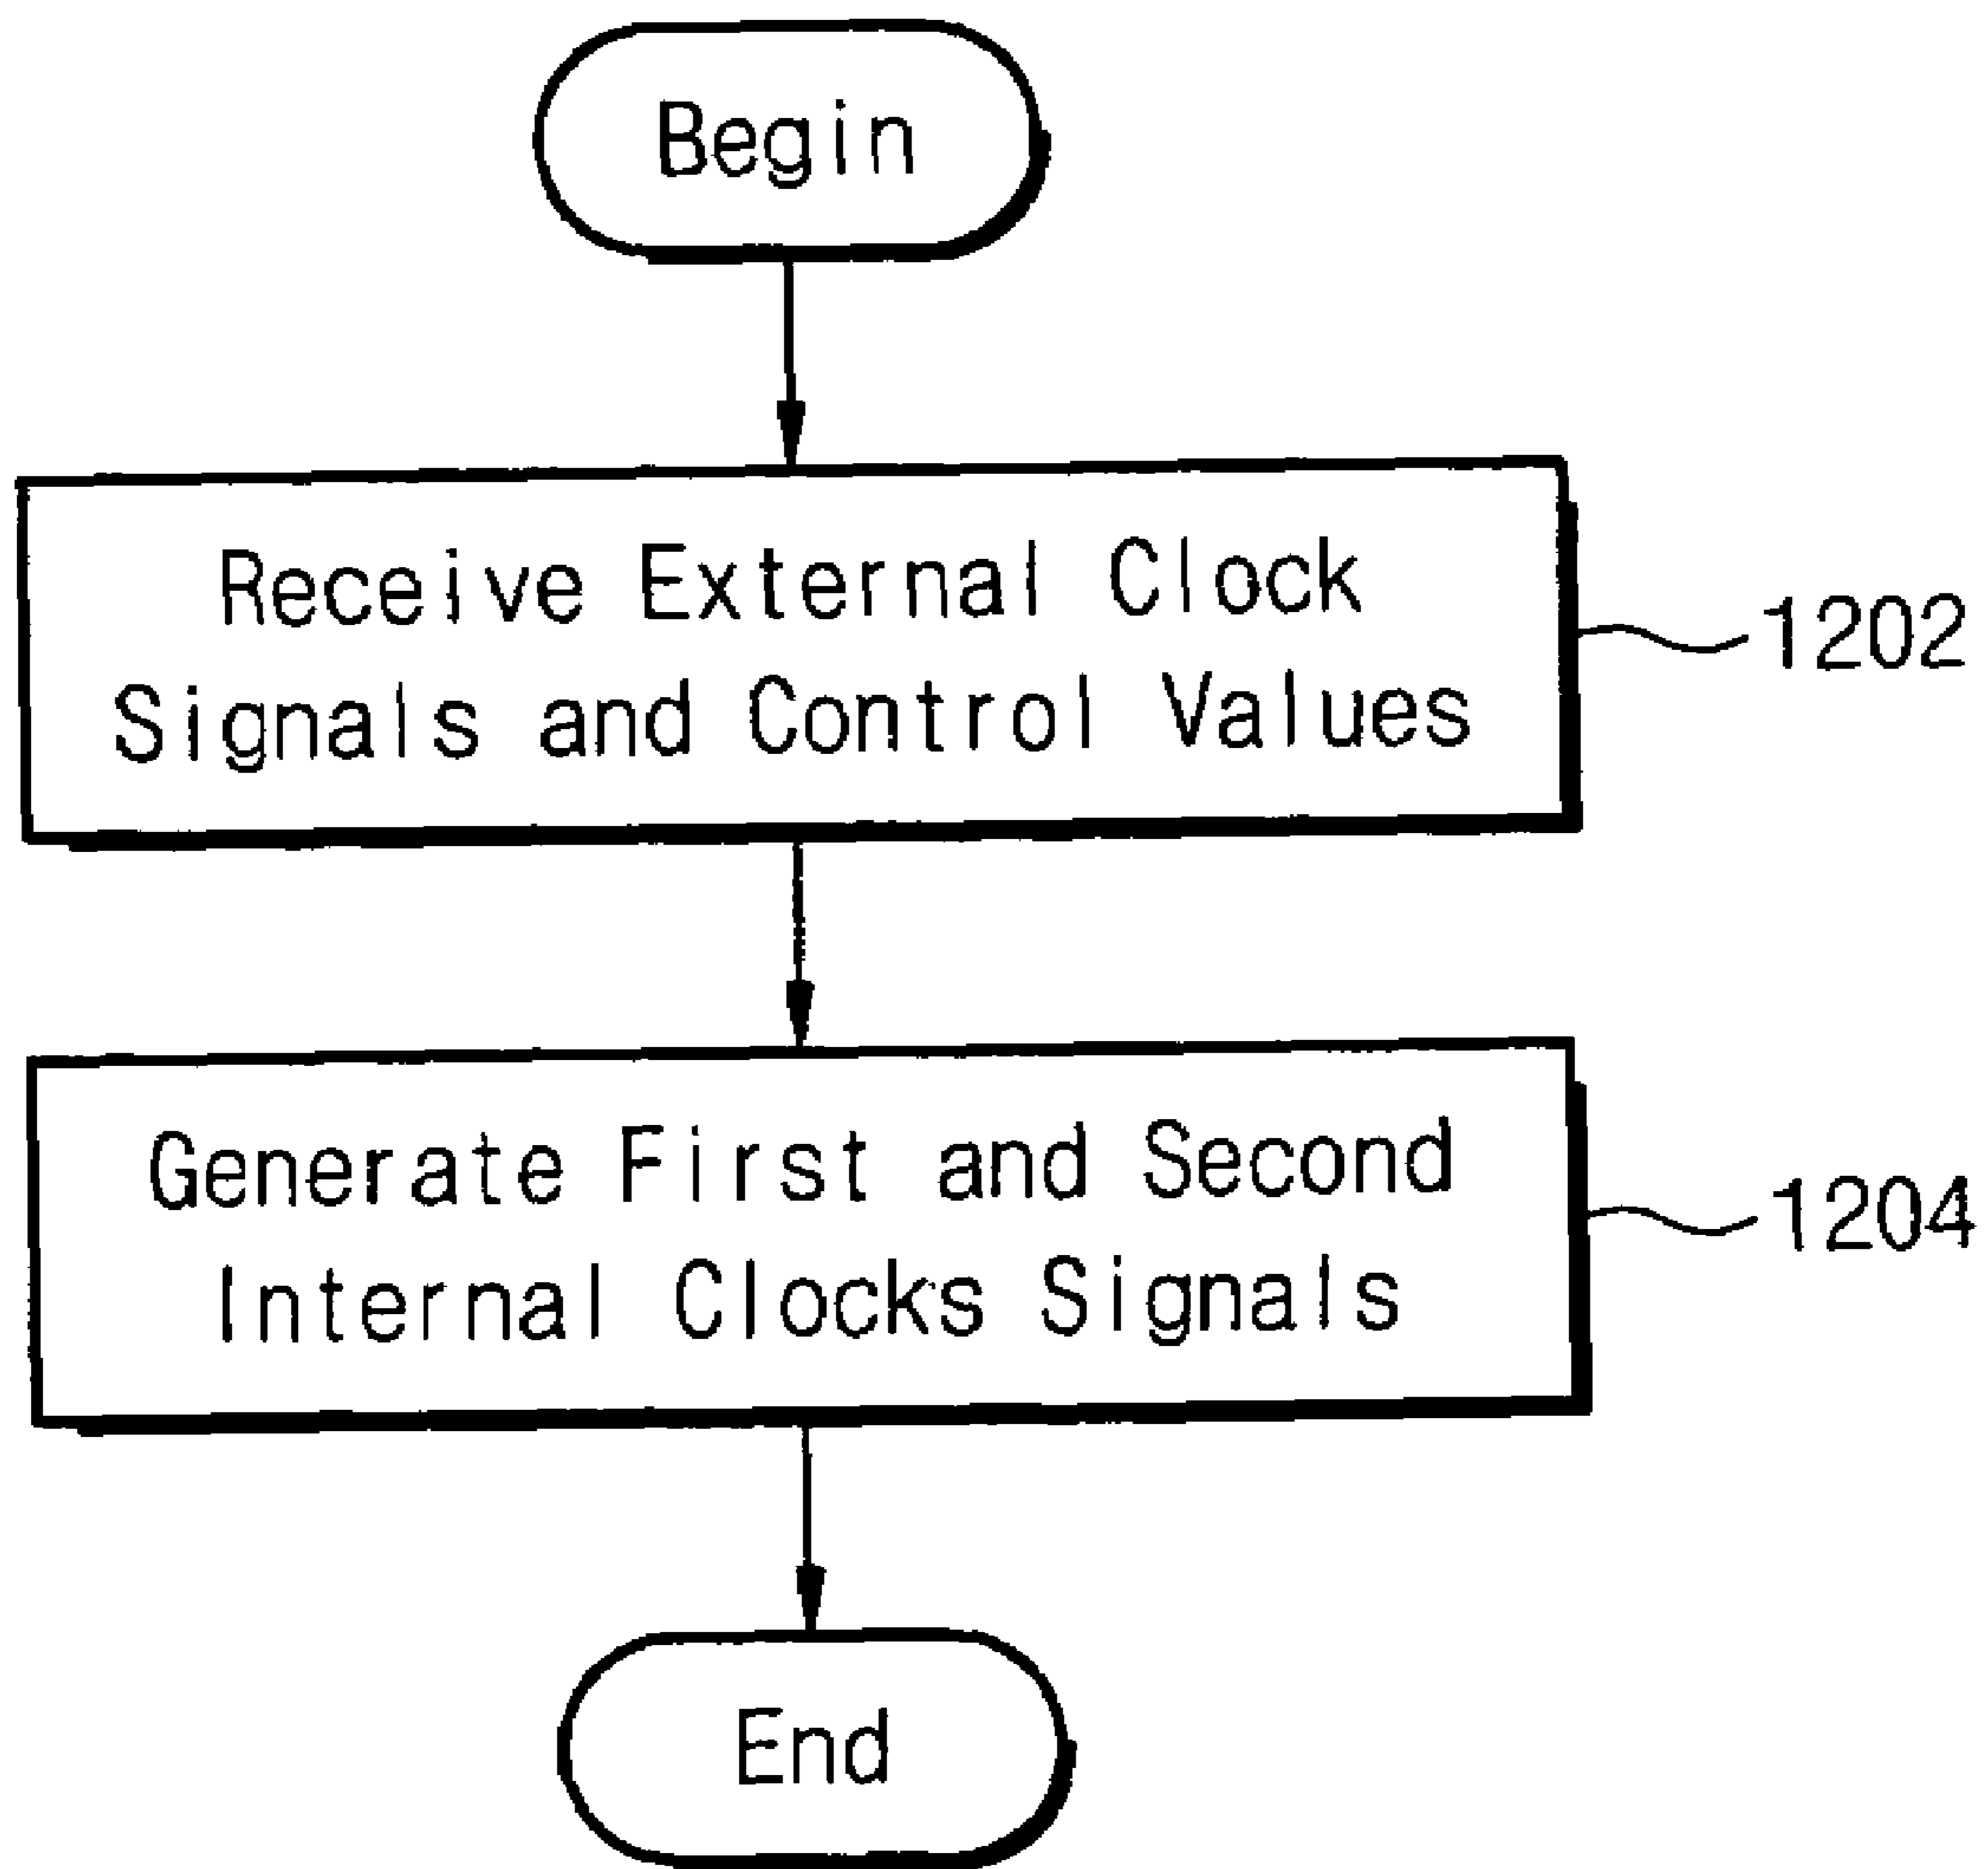 Begin
Receive External Clock
Signals and Control Values
1202
Generate First and Second
Internal Clocks Signals
1204
End